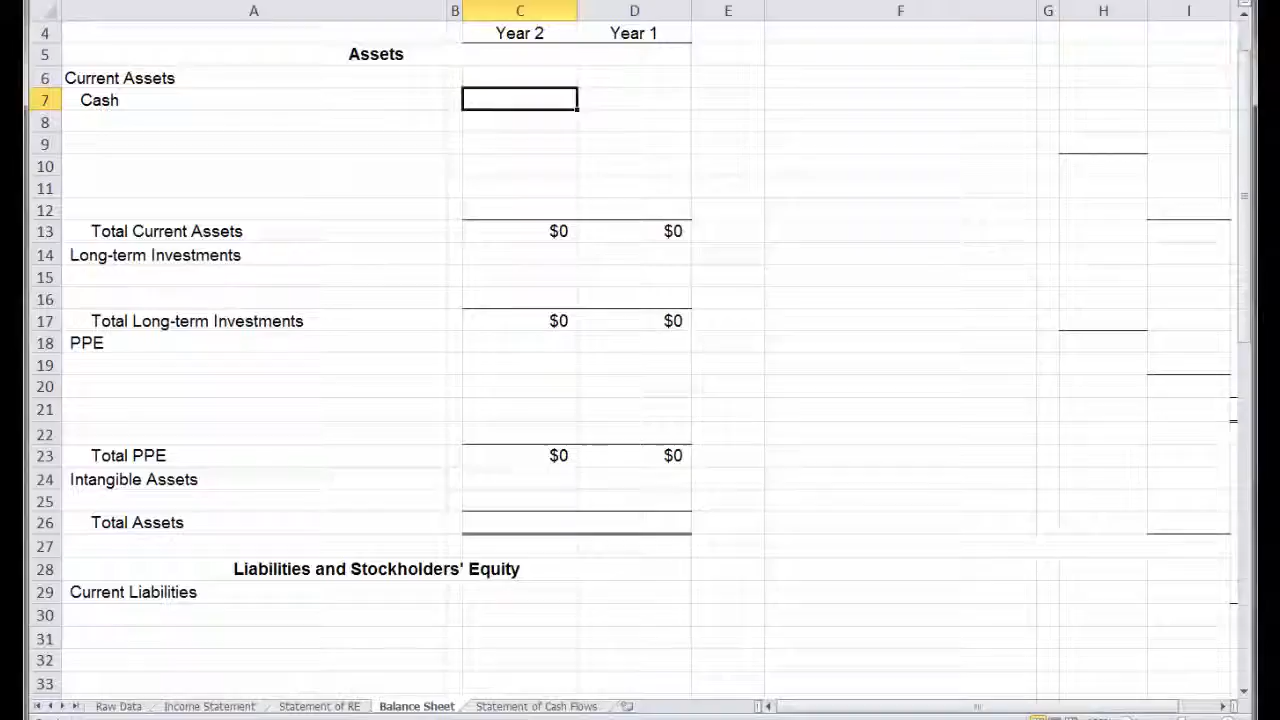 A B C D E F G H I
4 Year 2 Year 1
5 Assets
6 Current Assets
7 Cash
8
9
10
11
12
13 Total Current Assets $0 $0
14 Long-term Investments
15
16
17 Total Long-term Investments $0 $0
18 PPE
19
20
21
22
23 Total PPE $0 $0
24 Intangible Assets
25
26 Total Assets
27
28 Liabilities and Stockholders' Equity
29 Current Liabilities
30
31
32
33
Raw Data Income Statement Statement of RE Balance Sheet Statement of Cash Flows